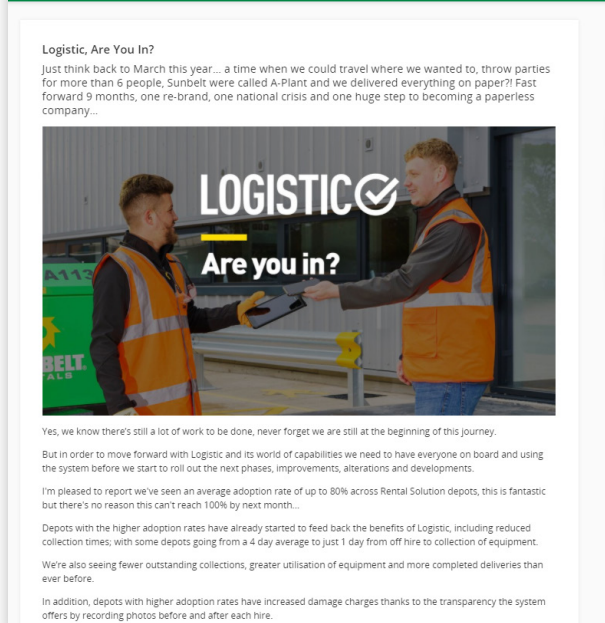 Logistic, Are You In?
Just think back to March this year... a time when we could travel where we wanted to, throw parties
for more than 6 people, Sunbelt were called A-Plant and we delivered everything on paper?! Fast
forward 9 months, one re-brand, one national crisis and one huge step to becoming a paperless
company...
LOGISTIC
Are you in?
A113
BELT.
ALS
Yes, we know there's still a lot of work to be done, never forget we are still at the beginning of this journey.
But in order to move forward with Logistic and its world of capabilities we need to have everyone on board and using
the system before we start to roll out the next phases, improvements, alterations and developments.
I'm pleased to report we've seen an average adoption rate of up to 80% across Rental Solution depots, this is fantastic
but there's no reason this can't reach 100% by next month...
Depots with the higher adoption rates have already started to feed back the benefits of Logistic, including reduced
collection times; with some depots going from a 4 day average to just 1 day from off hire to collection of equipment.
We're also seeing fewer outstanding collections, greater utilisation of equipment and more completed deliveries than
ever before.
In addition, depots with higher adoption rates have increased damage charges thanks to the transparency the system
offers by recording photos before and after each hire.